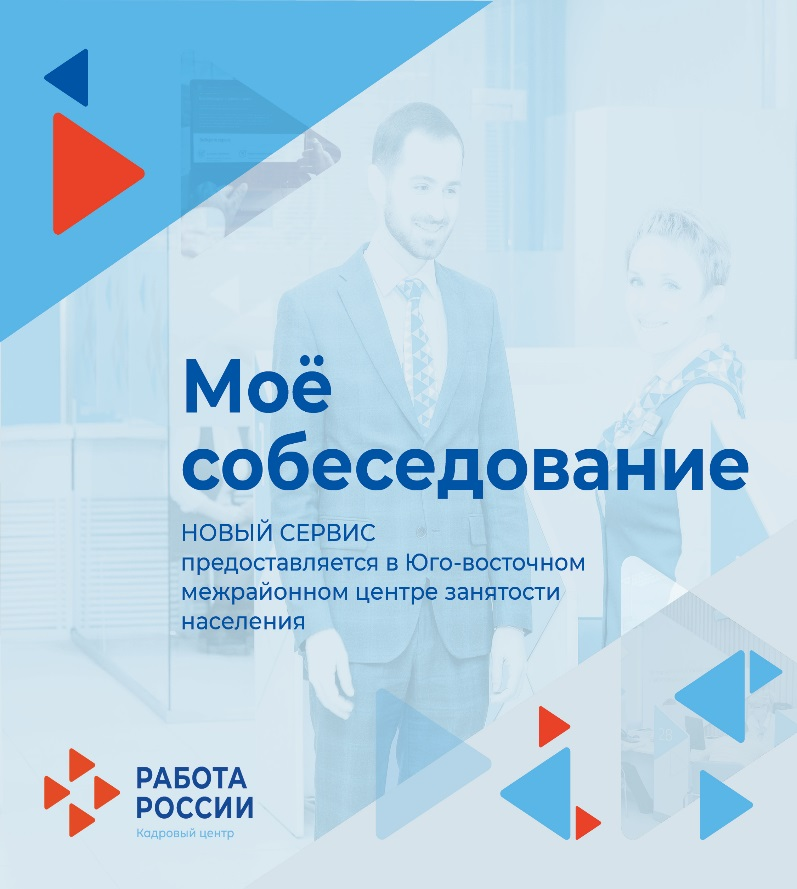 Моё
собеседование
НОВЫЙ СЕРВИС
предоставляется в Юго-восточном
межрайонном центре занятости
населения
РАБОТА
РОССИИ
Кадровый центр